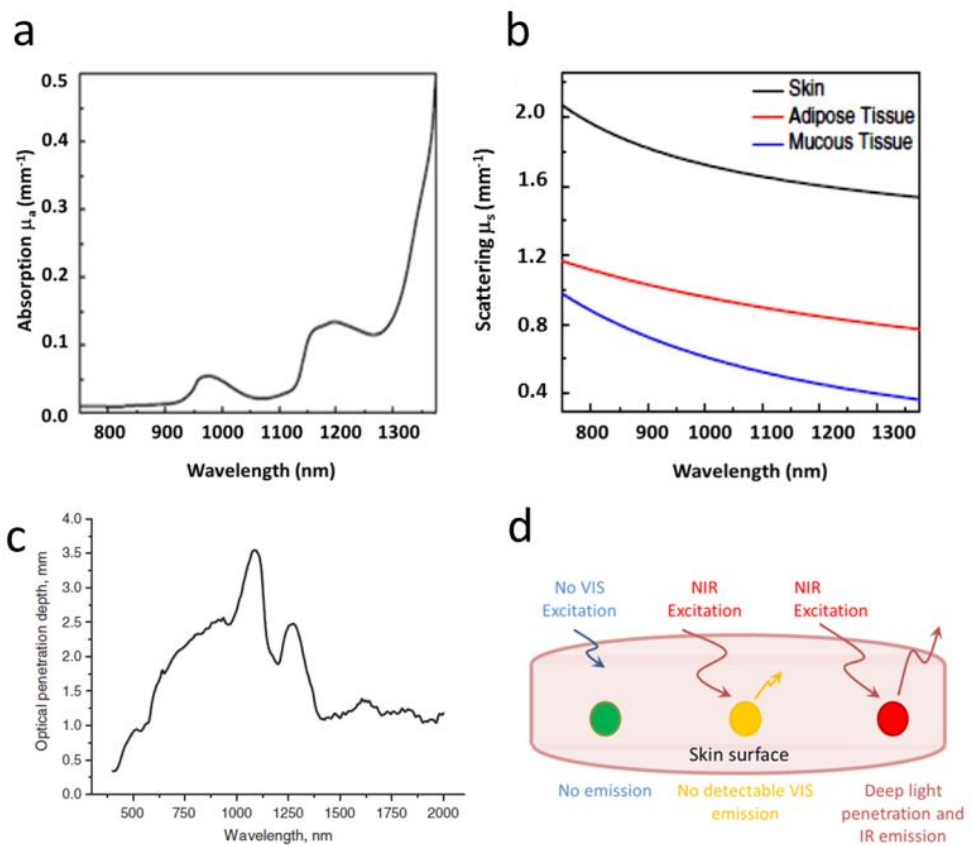 a
0.5
0.4
0.3
0.2
0.1
0.0
Absorption μa (mm-1)
800 900 1000 1100 1200 1300
Wavelength (nm)
b
Skin
Adipose Tissue
Mucous Tissue
2.0
1.6
1.2
0.8
0.4
Scattering μs (mm-1)
800 900 1000 1100 1200 1300
Wavelength (nm)
c
4.0
3.5
3.0
2.5
2.0
1.5
1.0
0.5
0.0
Optical penetration depth, mm
500 750 1000 1250 1500 1750 2000
Wavelength, nm
d
No VIS
Excitation
NIR
Excitation
NIR
Excitation
Skin surface
No emission
No detectable VIS
emission
Deep light
penetration and
IR emission